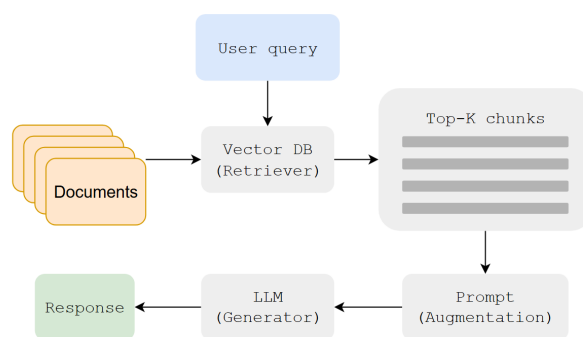 User query
Documents
Vector DB
(Retriever)
Top-K chunks
Prompt
(Augmentation)
LLM
(Generator)
Response